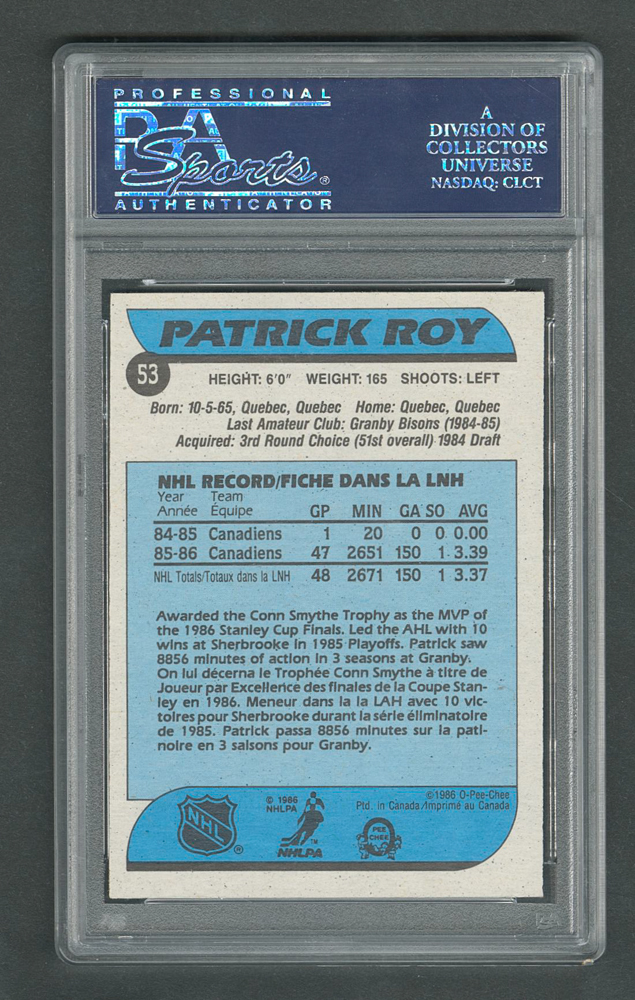 PROFESSIONAL
PSA
Sports®
AUTHENTICATOR
A
DIVISION OF
COLLECTORS
UNIVERSE
NASDAQ: CLCT
PATRICK ROY
53
HEIGHT: 6'0" WEIGHT: 165 SHOOTS: LEFT
Born: 10-5-65, Quebec, Quebec Home: Quebec, Quebec
Last Amateur Club: Granby Bisons (1984-85)
Acquired: 3rd Round Choice (51st overall) 1984 Draft
NHL RECORD/FICHE DANS LA LNH
Year Team
Année Équipe GP MIN GA SO AVG
84-85 Canadiens 1 20 0 0 0.00
85-86 Canadiens 47 2651 150 1 3.39
NHL Totals/Totaux dans la LNH 48 2671 150 1 3.37
Awarded the Conn Smythe Trophy as the MVP of
the 1986 Stanley Cup Finals. Led the AHL with 10
wins at Sherbrooke in 1985 Playoffs. Patrick saw
8856 minutes of action in 3 seasons at Granby.
On lui décerna le Trophée Conn Smythe à titre de
Joueur par Excellence des finales de la Coupe Stan-
ley en 1986. Meneur dans la la LAH avec 10 vic-
toires pour Sherbrooke durant la série éliminatoire
de 1985. Patrick passa 8856 minutes sur la pati-
noire en 3 saisons pour Granby.
©1986 O-Pee-Chee
Ptd. in Canada/Imprimé au Canada
NHL ®
© 1986
NHLPA
TM
NHLPA
O
PEE
CHEE